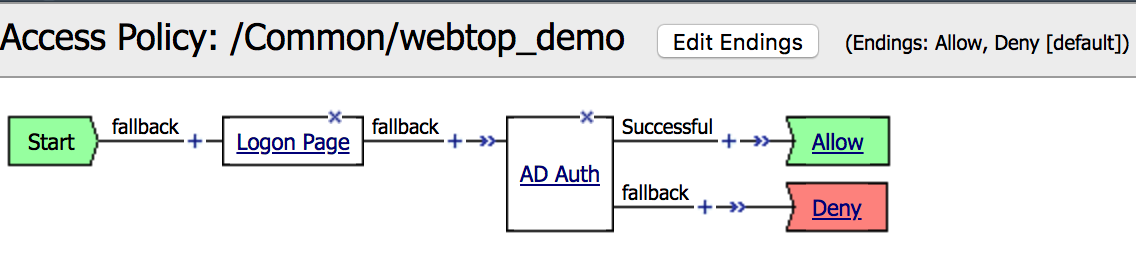 Access Policy: /Common/webtop_demo Edit Endings (Endings: Allow, Deny [default])
Start fallback Logon Page fallback AD Auth Successful Allow
fallback Deny